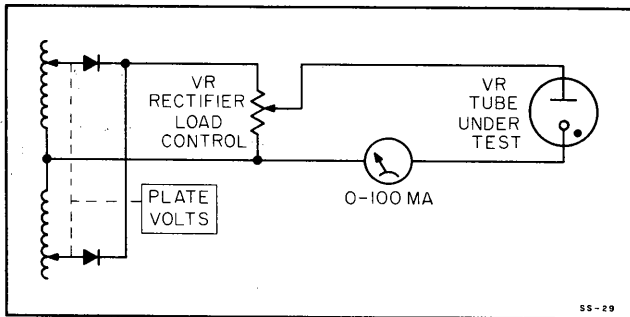 VR
RECTIFIER
LOAD
CONTROL
VR
TUBE
UNDER
TEST
PLATE
VOLTS
0-100 MA
SS-29